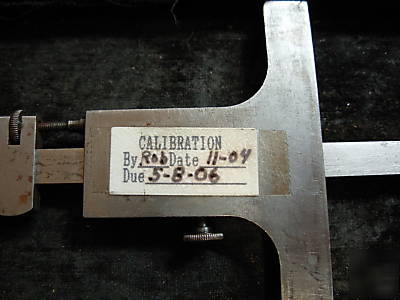 CALIBRATION
By Rob Date 11-04
Due 5-8-06